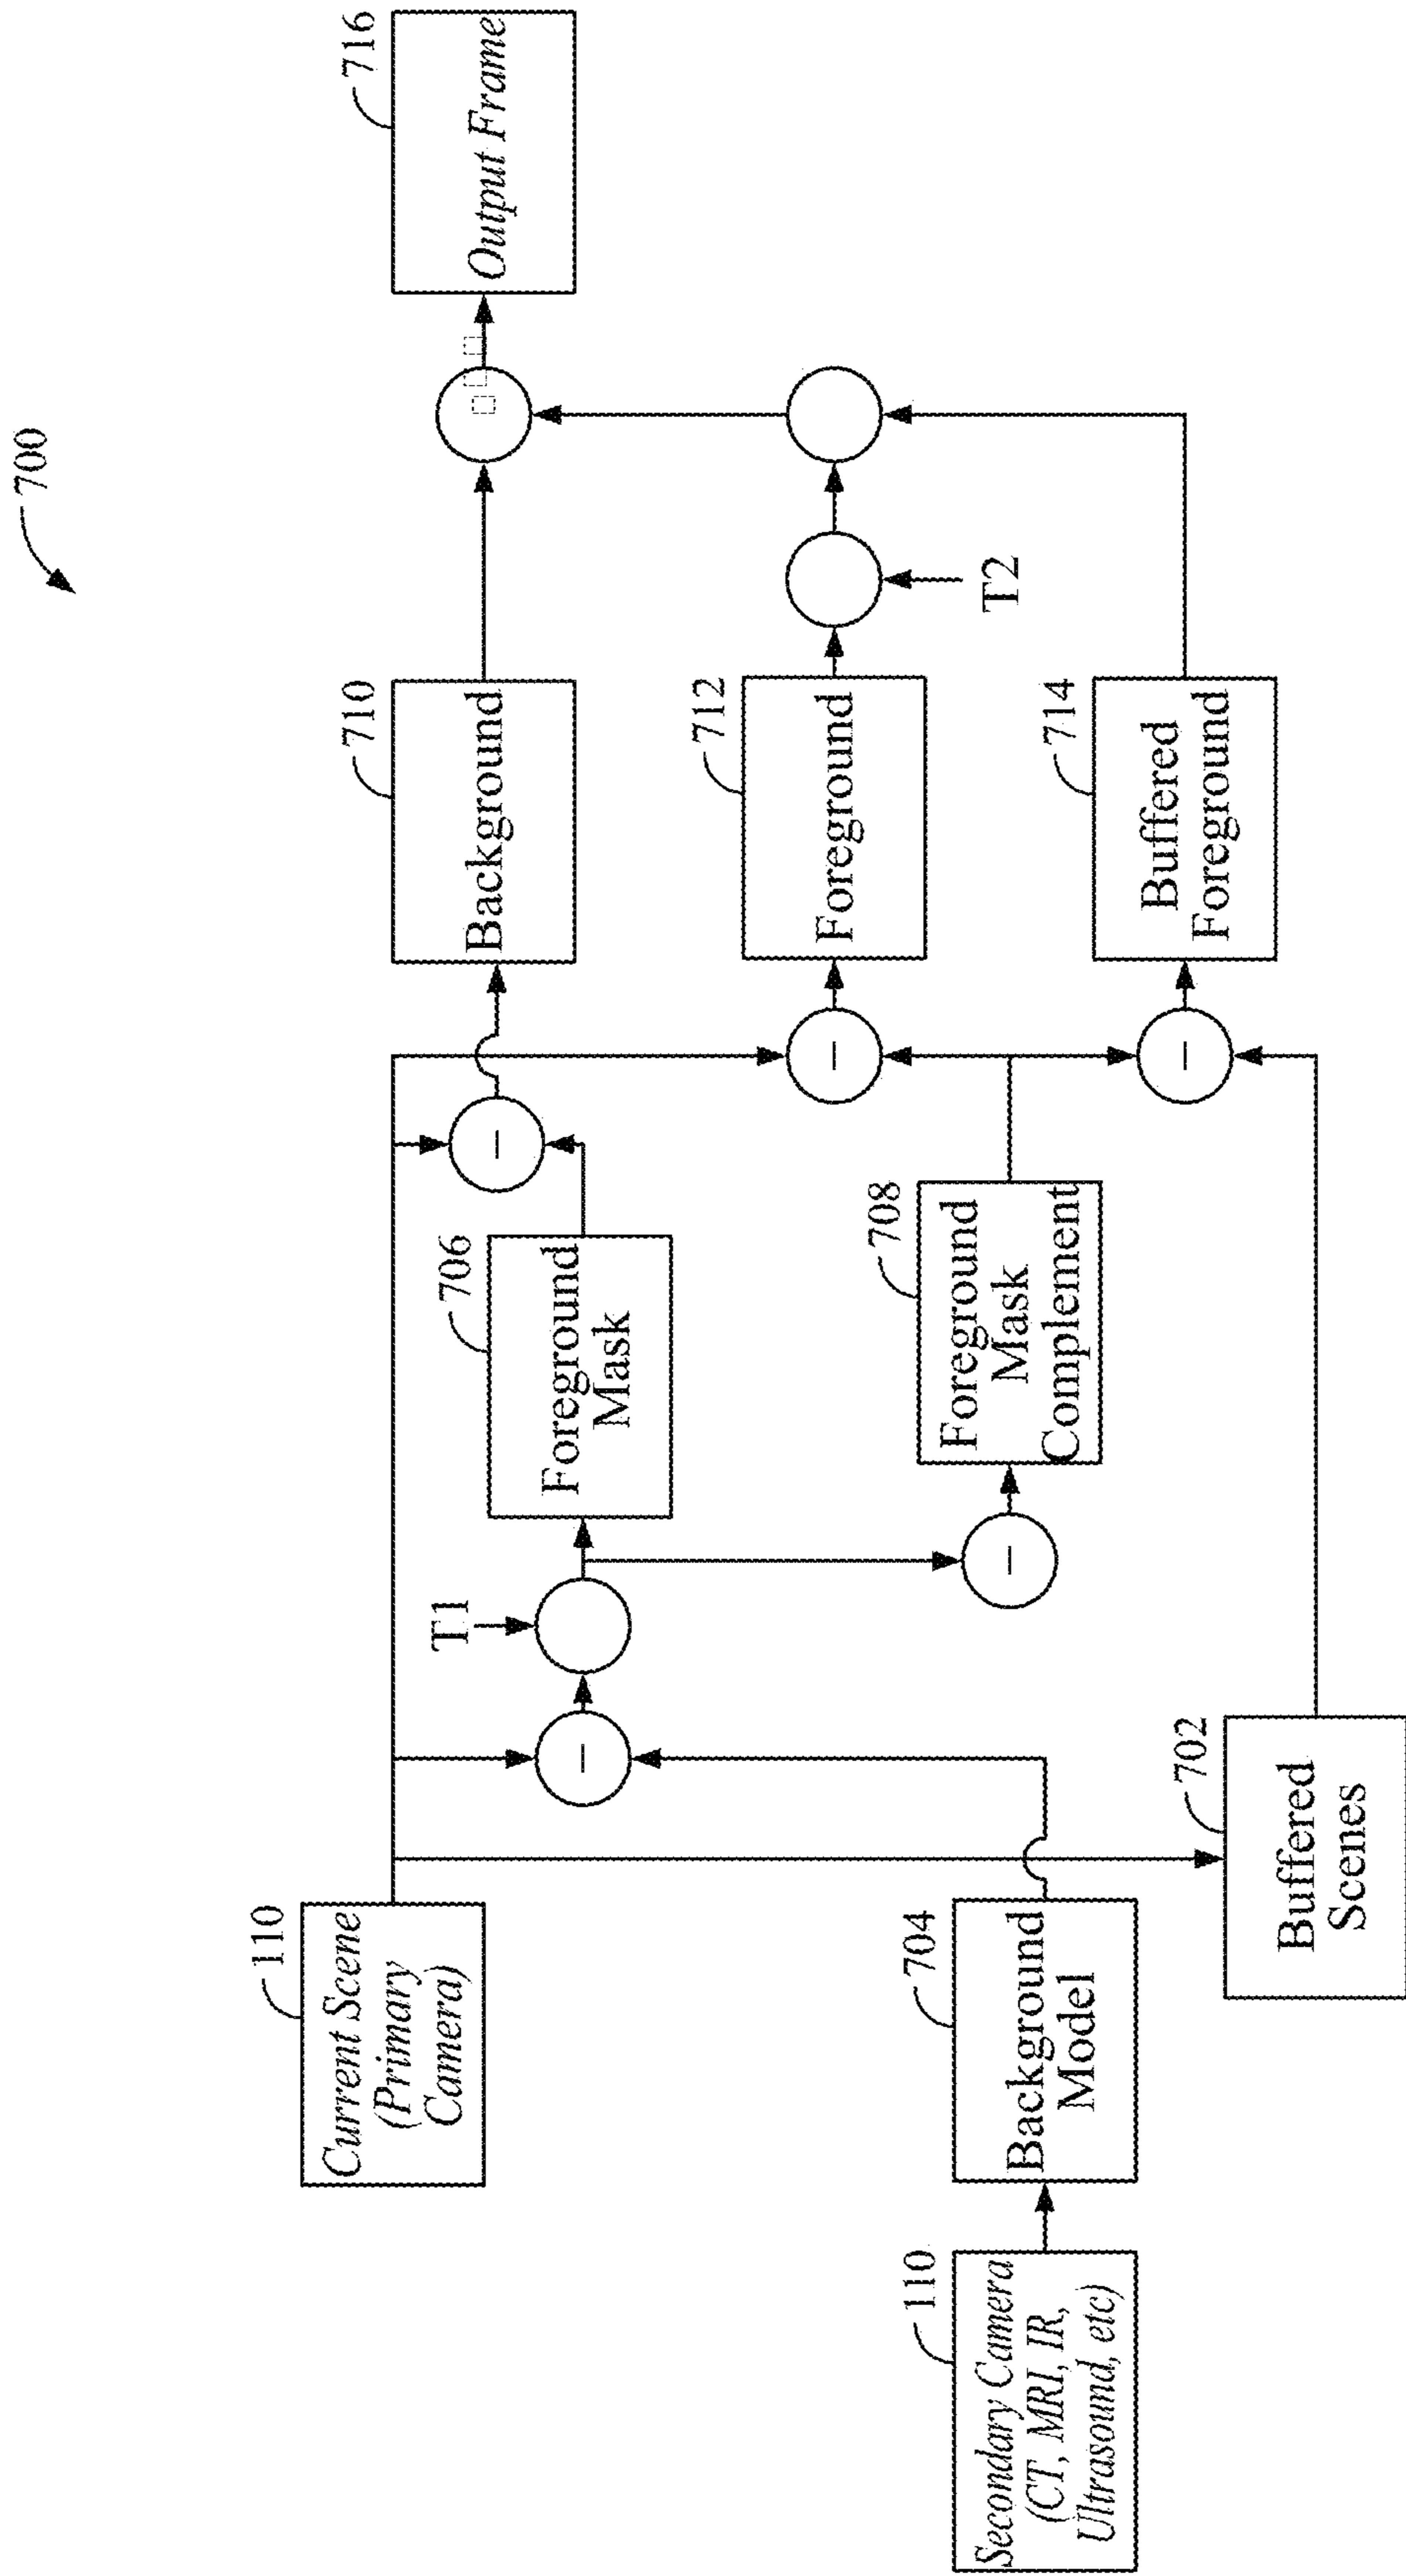 700
110
Current Scene
(Primary
Camera)
T1
706
Foreground
Mask
710
Background
716
Output Frame
712
Foreground
T2
110
Secondary Camera
(CT, MRI, IR,
Ultrasound, etc)
704
Background
Model
708
Foreground
Mask
Complement
714
Buffered
Foreground
702
Buffered
Scenes
−
−
−
−
−